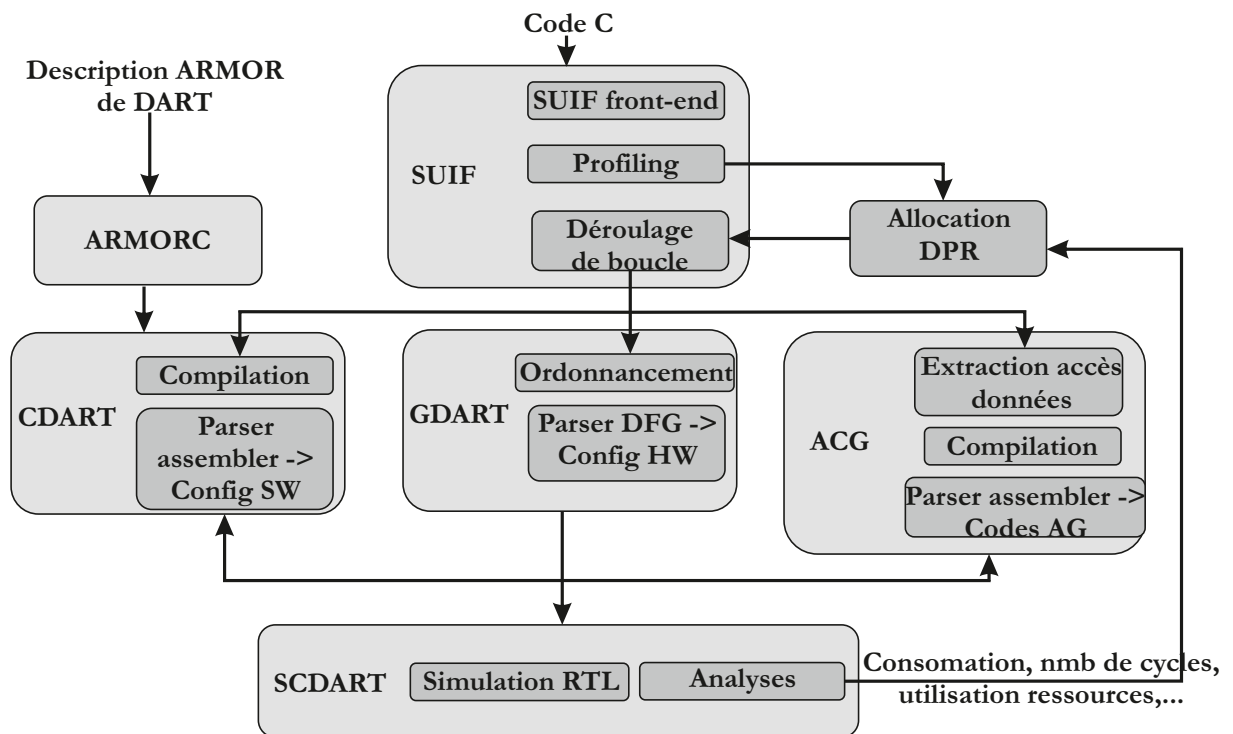 Code C
Description ARMOR
de DART
SUIF front-end
SUIF
Profiling
Allocation
DPR
ARMORC
Déroulage
de boucle
CDART
Compilation
Parser
assembler ->
Config SW
GDART
Ordonnancement
Parser DFG ->
Config HW
ACG
Extraction accès
données
Compilation
Parser assembler ->
Codes AG
SCDART
Simulation RTL
Analyses
Consomation, nmb de cycles,
utilisation ressources,...